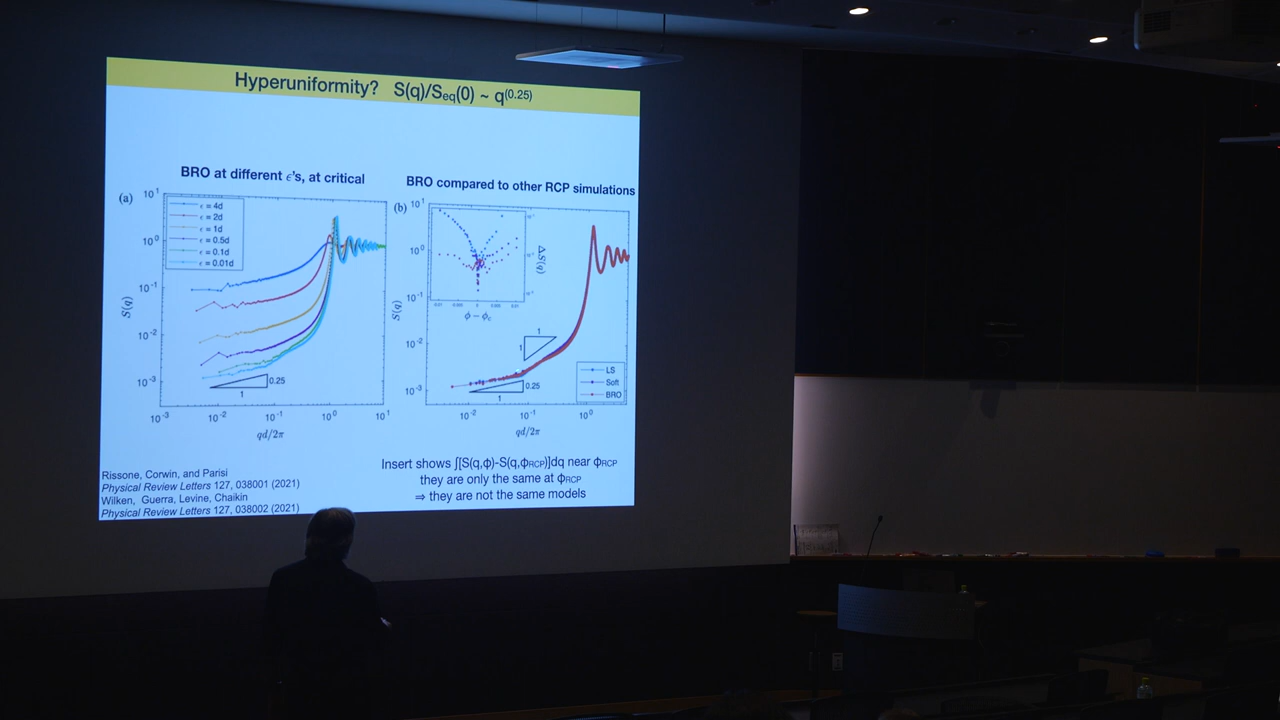 Hyperuniformity? S(q)/Seq(0) ~ q(0.25)
BRO at different ϵ's, at critical
(a)
10¹
10⁰
10⁻¹
10⁻²
10⁻³
S(q)
ϵ = 4d
ϵ = 2d
ϵ = 1d
ϵ = 0.5d
ϵ = 0.1d
ϵ = 0.01d
0.25
1
10⁻³ 10⁻² 10⁻¹ 10⁰ 10¹
qd/2π
BRO compared to other RCP simulations
(b)
10¹
10⁰
10⁻¹
10⁻²
10⁻³
S(q)
ΔS(q)
ϕ − ϕc
1
1
0.25
1
LS
Soft
BRO
10⁻² 10⁻¹ 10⁰
qd/2π
Insert shows ∫[S(q,ϕ)-S(q,ϕRCP)]dq near ϕRCP
they are only the same at ϕRCP
⇒ they are not the same models
Rissone, Corwin, and Parisi
Physical Review Letters 127, 038001 (2021)
Wilken, Guerra, Levine, Chaikin
Physical Review Letters 127, 038002 (2021)